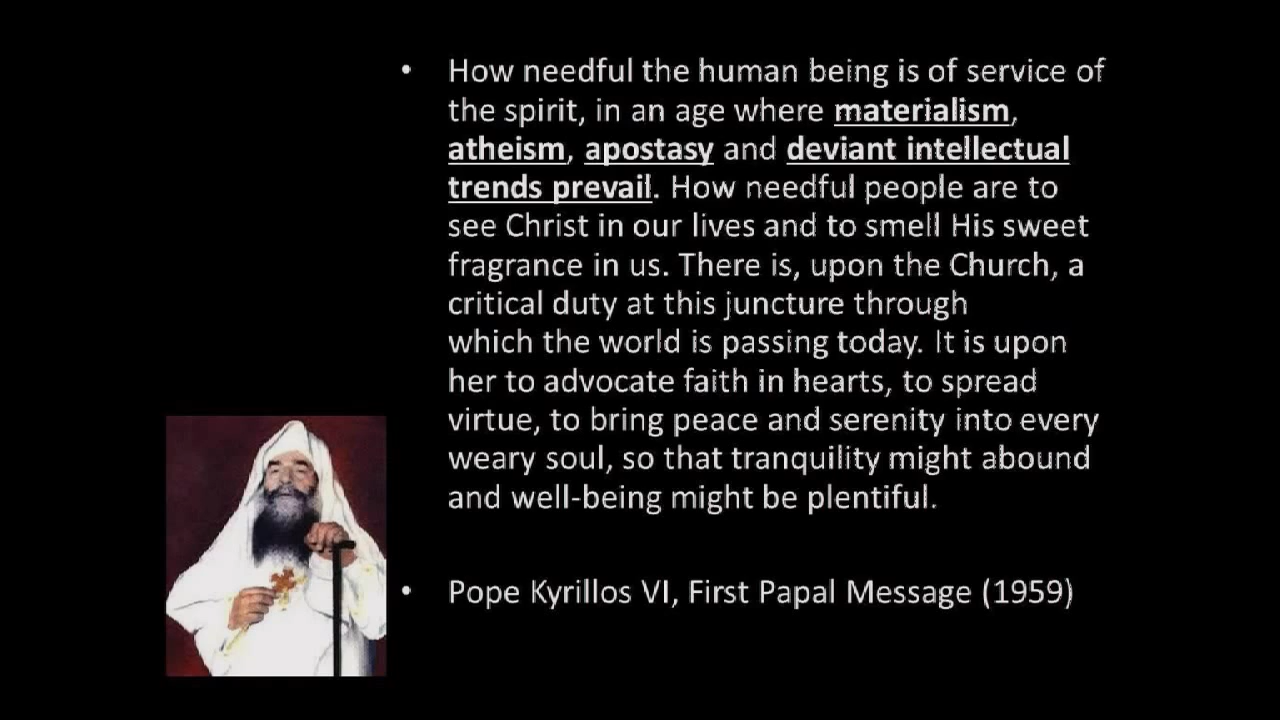 • How needful the human being is of service of
the spirit, in an age where materialism,
atheism, apostasy and deviant intellectual
trends prevail. How needful people are to
see Christ in our lives and to smell His sweet
fragrance in us. There is, upon the Church, a
critical duty at this juncture through
which the world is passing today. It is upon
her to advocate faith in hearts, to spread
virtue, to bring peace and serenity into every
weary soul, so that tranquility might abound
and well-being might be plentiful.
• Pope Kyrillos VI, First Papal Message (1959)